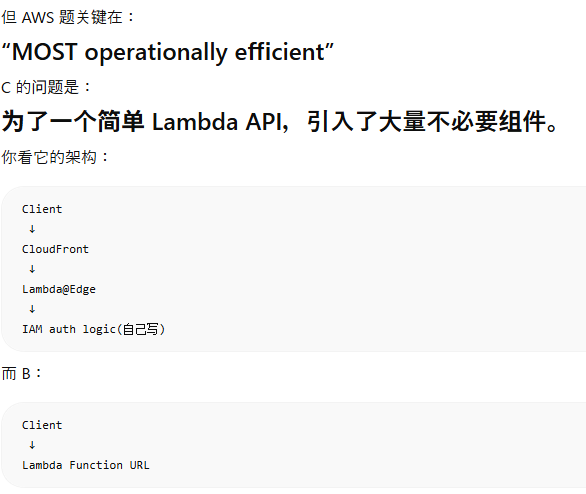 但 AWS 题关键在：
“MOST operationally efficient”
C 的问题是：
为了一个简单 Lambda API，引入了大量不必要组件。
你看它的架构：
Client
↓
CloudFront
↓
Lambda@Edge
↓
IAM auth logic(自己写)
而 B：
Client
↓
Lambda Function URL